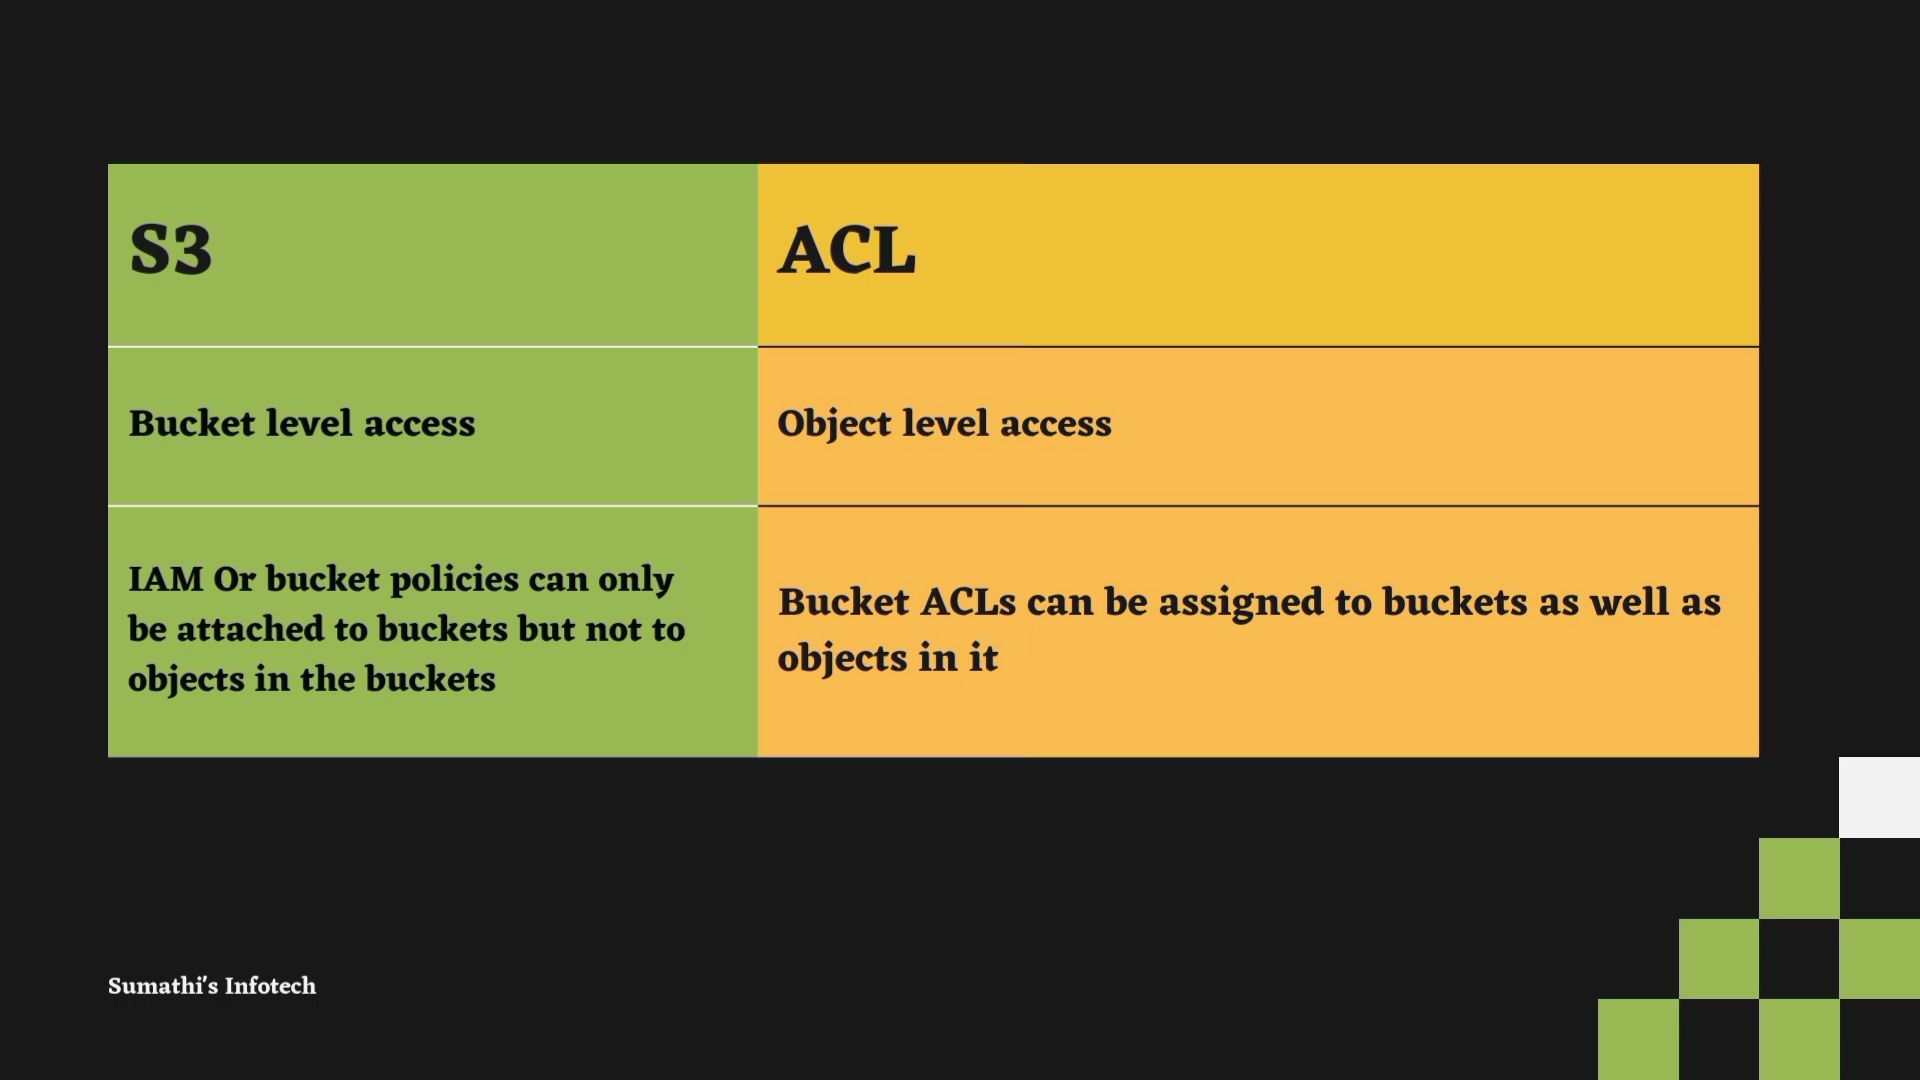 S3
ACL
Bucket level access
Object level access
IAM Or bucket policies can only
be attached to buckets but not to
objects in the buckets
Bucket ACLs can be assigned to buckets as well as
objects in it
Sumathi's Infotech